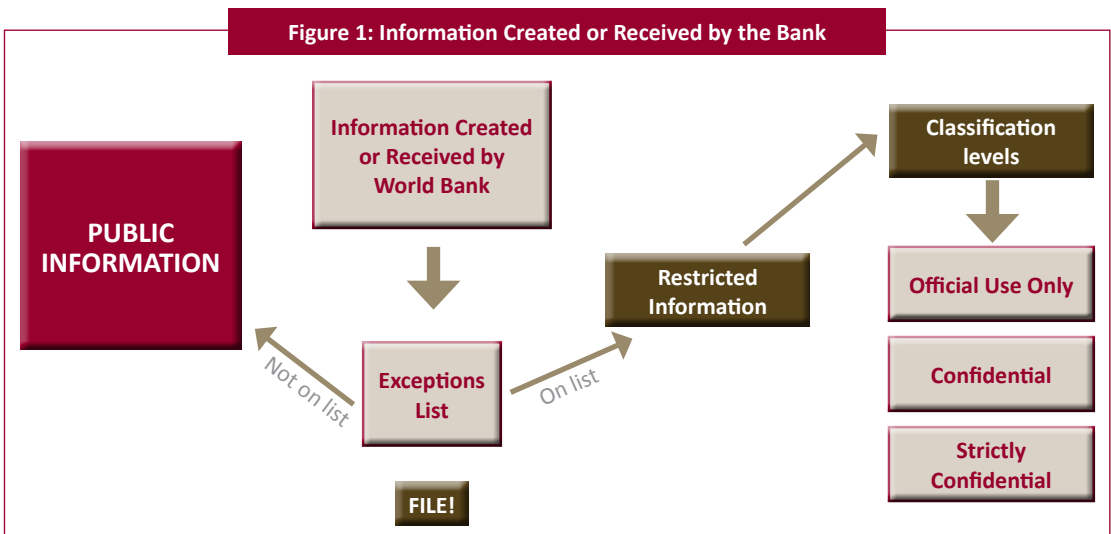 Figure 1: Information Created or Received by the Bank
PUBLIC
INFORMATION
Information Created
or Received by
World Bank
Exceptions
List
Not on list
On list
FILE!
Restricted
Information
Classification
levels
Official Use Only
Confidential
Strictly
Confidential